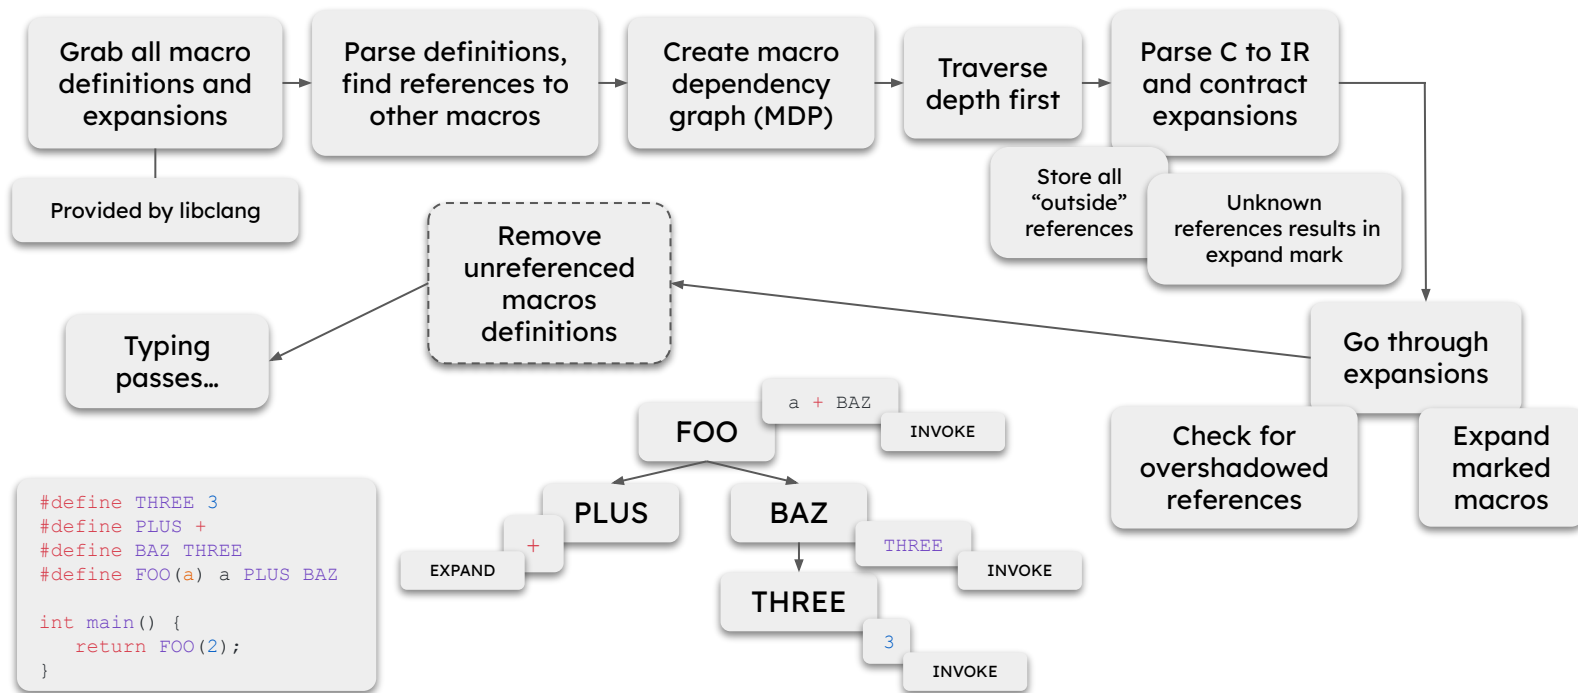 Grab all macro
definitions and
expansions
Parse definitions,
find references to
other macros
Create macro
dependency
graph (MDP)
Traverse
depth first
Parse C to IR
and contract
expansions
Provided by libclang
Store all
“outside”
references
Unknown
references results in
expand mark
Remove
unreferenced
macros
definitions
Typing
passes…
Go through
expansions
Check for
overshadowed
references
Expand
marked
macros
FOO
a + BAZ
INVOKE
PLUS
+
EXPAND
BAZ
THREE
INVOKE
THREE
3
INVOKE
#define THREE 3
#define PLUS +
#define BAZ THREE
#define FOO(a) a PLUS BAZ
int main() {
return FOO(2);
}